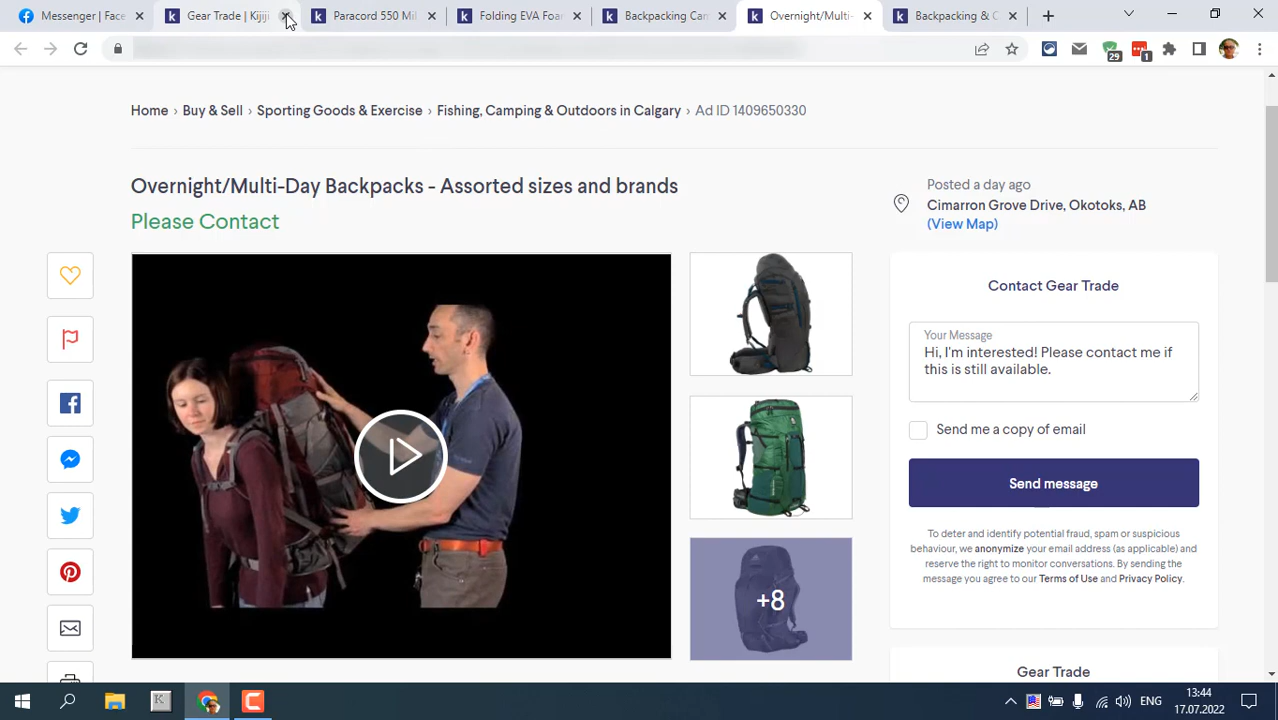 Messenger | Face
Gear Trade | Kijiji
Paracord 550 Mil
Folding EVA Foar
Backpacking Car
Overnight/Multi-
Backpacking & C
29
1
Home › Buy & Sell › Sporting Goods & Exercise › Fishing, Camping & Outdoors in Calgary › Ad ID 1409650330
Overnight/Multi-Day Backpacks - Assorted sizes and brands
Please Contact
Posted a day ago
Cimarron Grove Drive, Okotoks, AB
(View Map)
+8
Contact Gear Trade
Your Message
Hi, I'm interested! Please contact me if
this is still available.
Send me a copy of email
Send message
To deter and identify potential fraud, spam or suspicious
behaviour, we anonymize your email address (as applicable) and
reserve the right to monitor conversations. By sending the
message you agree to our Terms of Use and Privacy Policy.
Gear Trade
K
ENG
13:44
17.07.2022